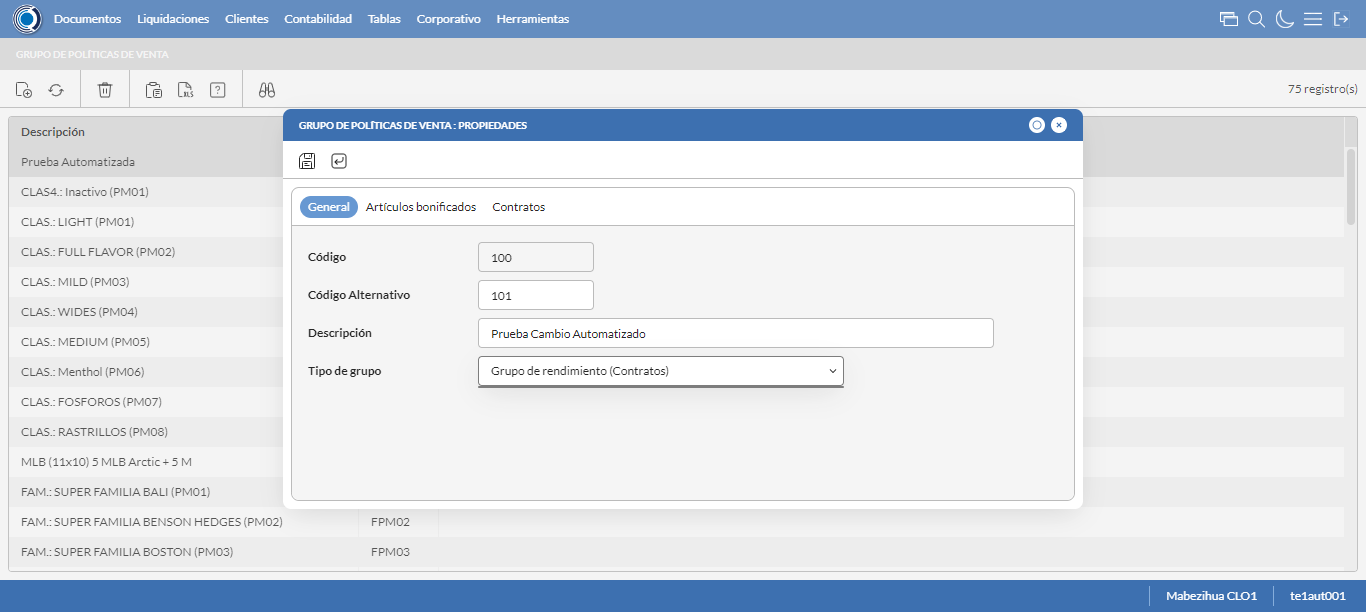 Documentos Liquidaciones Clientes Contabilidad Tablas Corporativo Herramientas
GRUPO DE POLÍTICAS DE VENTA
XLS ? 75 registro(s)
Descripción
Prueba Automatizada
CLAS4.: Inactivo (PM01)
CLAS.: LIGHT (PM01)
CLAS.: FULL FLAVOR (PM02)
CLAS.: MILD (PM03)
CLAS.: WIDES (PM04)
CLAS.: MEDIUM (PM05)
CLAS.: Menthol (PM06)
CLAS.: FOSFOROS (PM07)
CLAS.: RASTRILLOS (PM08)
MLB (11x10) 5 MLB Arctic + 5 M
FAM.: SUPER FAMILIA BALI (PM01)
FAM.: SUPER FAMILIA BENSON HEDGES (PM02) FPM02
FAM.: SUPER FAMILIA BOSTON (PM03) FPM03
GRUPO DE POLÍTICAS DE VENTA : PROPIEDADES
General Artículos bonificados Contratos
Código 100
Código Alternativo 101
Descripción Prueba Cambio Automatizado
Tipo de grupo Grupo de rendimiento (Contratos)
Mabezihua CLO1 te1aut001